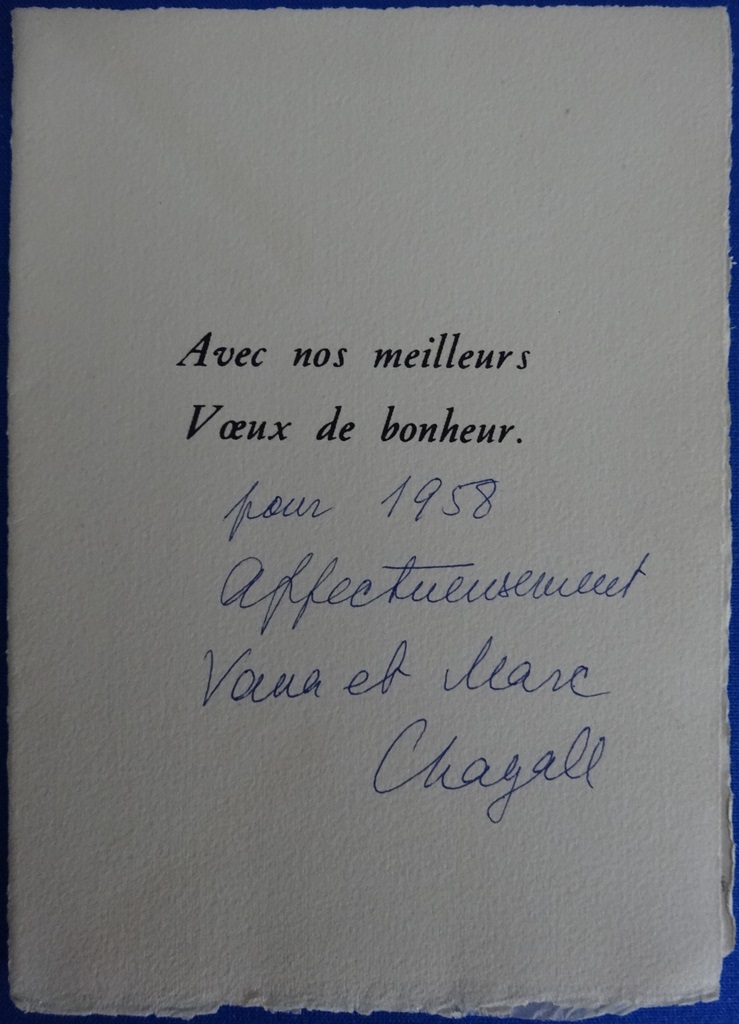 Avec nos meilleurs
Vœux de bonheur.
pour 1958
Affectueusement
Vava et Marc
Chagall